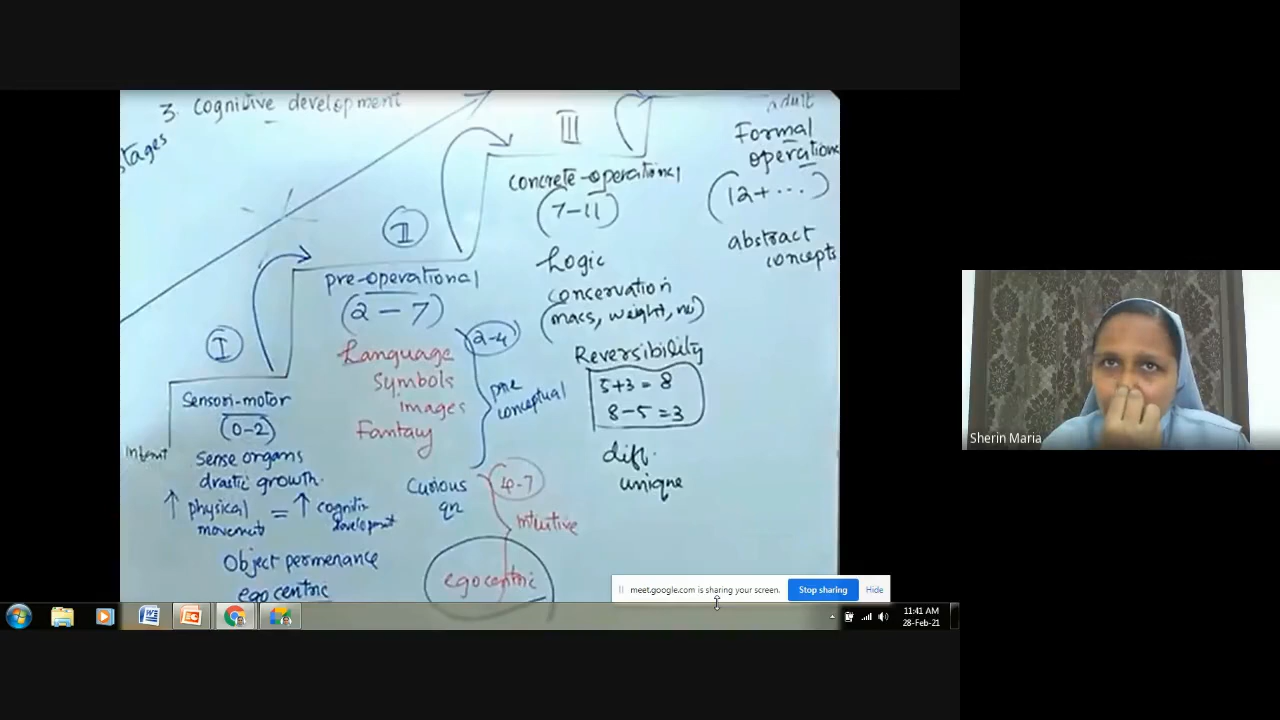 3. Cognitive development
stages
I
Sensori-motor
(0-2)
Infant
Sense organs
drastic growth.
↑ physical movements = ↑ cognitive development
Object permenance
egocentric
II
pre-operational
(2-7)
Language
Symbols
images
Fantacy
2-4
pre
conceptual
Curious
qn
4-7
intuitive
egocentric
III
Concrete-operational
(7-11)
Logic
conservation
(macs, weight, no)
Reversibility
5+3=8
8-5=3
diff.
unique
adult
Formal
operations
(12+...)
abstract
concepts
Sherin Maria
meet.google.com is sharing your screen.
Stop sharing
Hide
11:41 AM
28-Feb-21